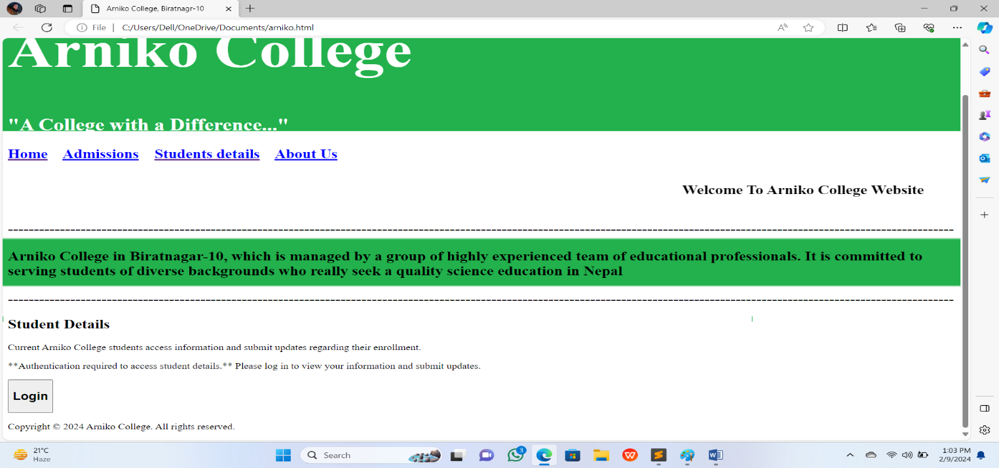 Arniko College, Biratnagr-10
File | C:/Users/Dell/OneDrive/Documents/arniko.html
Arniko College
"A College with a Difference..."
Home Admissions Students details About Us
Welcome To Arniko College Website
Arniko College in Biratnagar-10, which is managed by a group of highly experienced team of educational professionals. It is committed to
serving students of diverse backgrounds who really seek a quality science education in Nepal
Student Details
Current Arniko College students access information and submit updates regarding their enrollment.
**Authentication required to access student details.** Please log in to view your information and submit updates.
Login
Copyright © 2024 Arniko College. All rights reserved.
21°C
Haze
Search
3
1:03 PM
2/9/2024